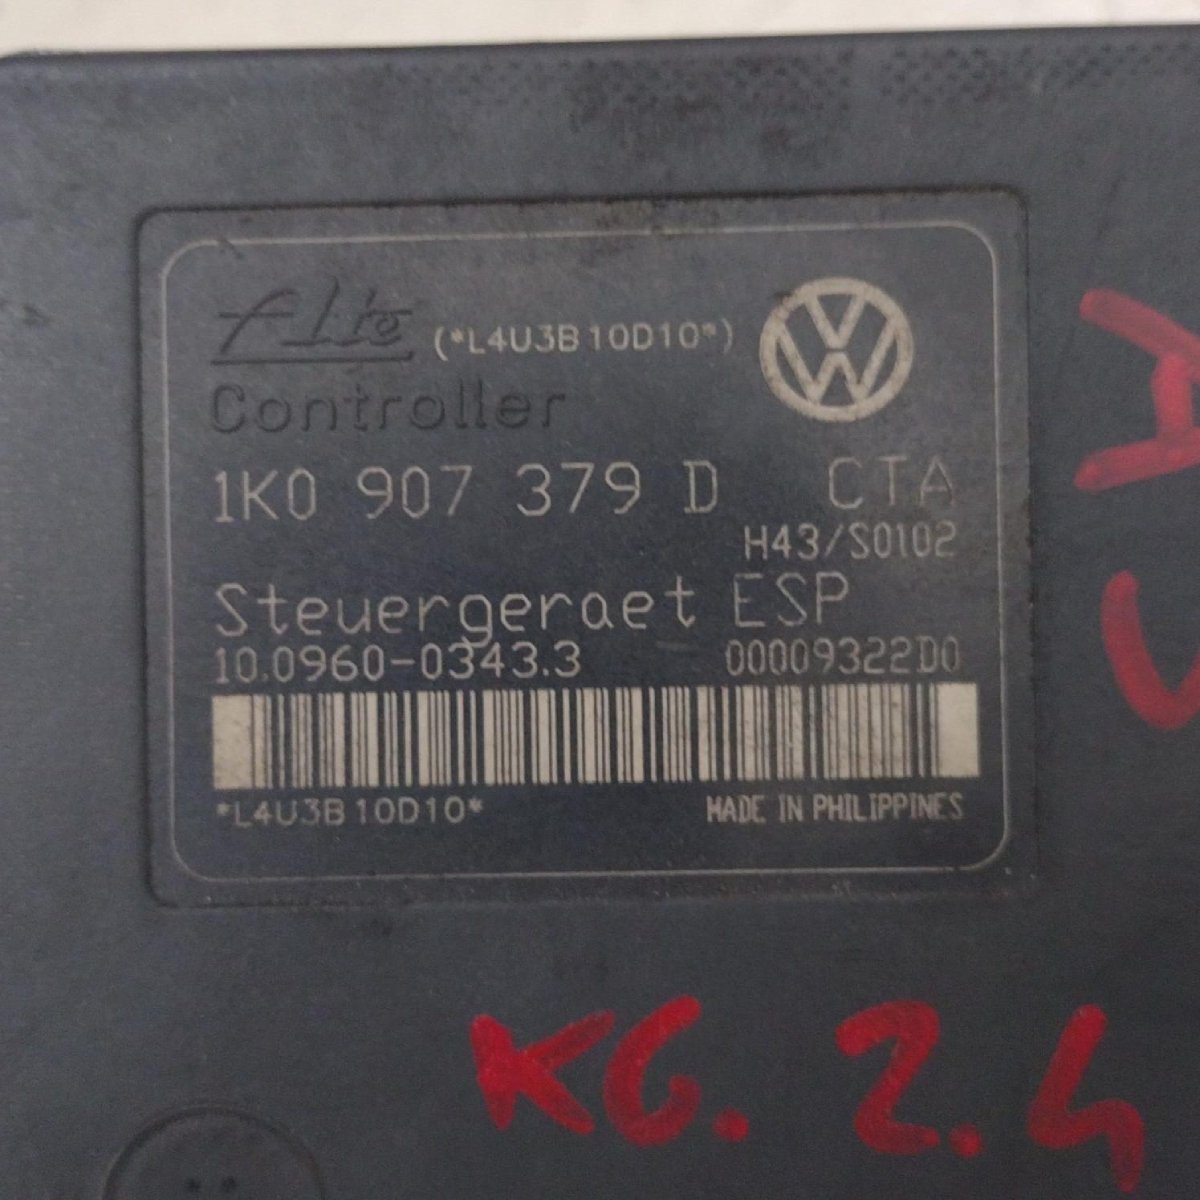 Ate (*L4U3B10D10*)
Controller
1K0 907 379 D CTA
H43/S0102
Steuergeraet ESP
10.0960-0343.3 00009322D0
*L4U3B10D10* MADE IN PHILIPPINES
KG. 2.4